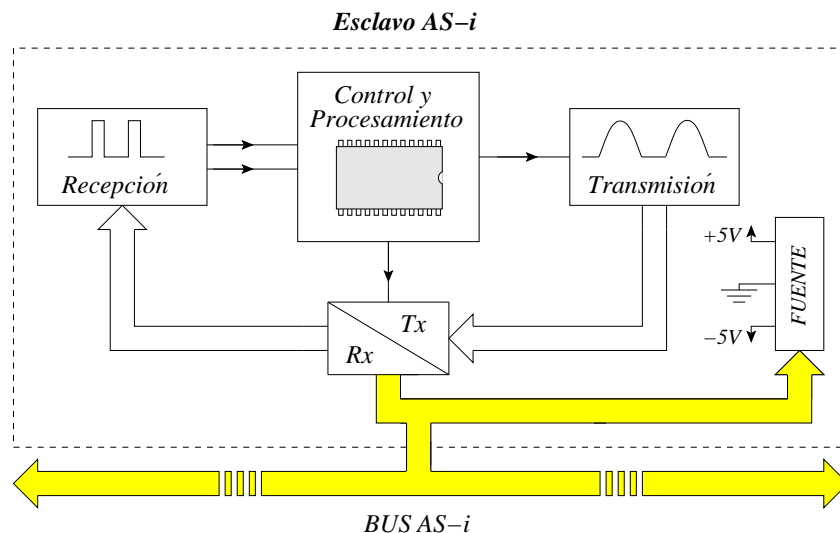 Esclavo AS–i
Control y
Procesamiento
Recepción
Transmisión
+5V
FUENTE
–5V
Tx
Rx
BUS AS–i